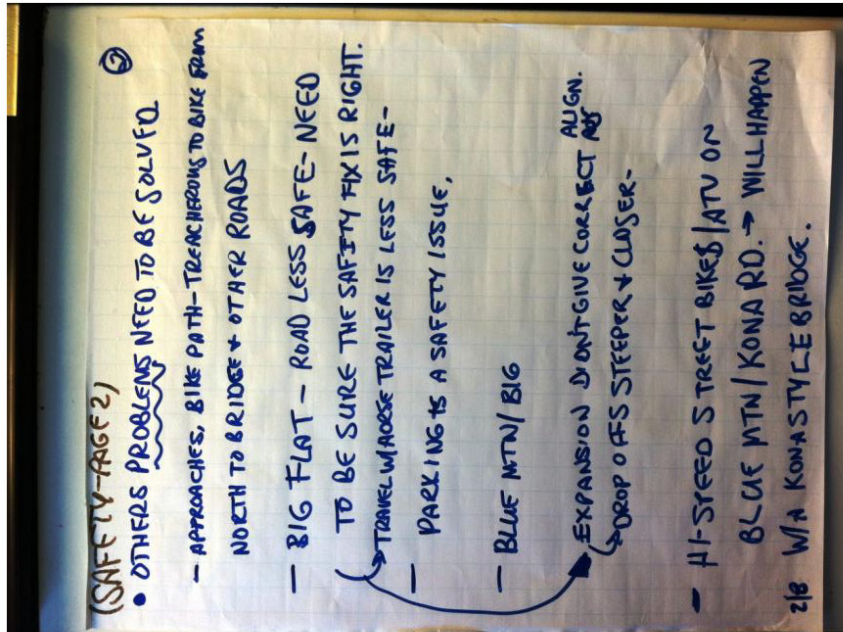 (SAFETY-PAGE 2)
2
• OTHERS PROBLEMS NEED TO BE SOLVED
- APPROACHES, BIKE PATH-TREACHEROUS TO BIKE FROM
NORTH TO BRIDGE + OTHER ROADS
- BIG FLAT - ROAD LESS SAFE-NEED
TO BE SURE THE SAFETY FIX IS RIGHT.
TRAVEL W/HORSE TRAILER IS LESS SAFE-
- PARKING IS A SAFETY ISSUE,
- BLUE MTN/BIG
EXPANSION DIDN'T GIVE CORRECT ALIGN.
DROP OFFS STEEPER + CLOSER-
- HI-SPEED STREET BIKES/ATV ON
BLUE MTN/KONA RD. → WILL HAPPEN
W/A KONA STYLE BRIDGE.
2/8